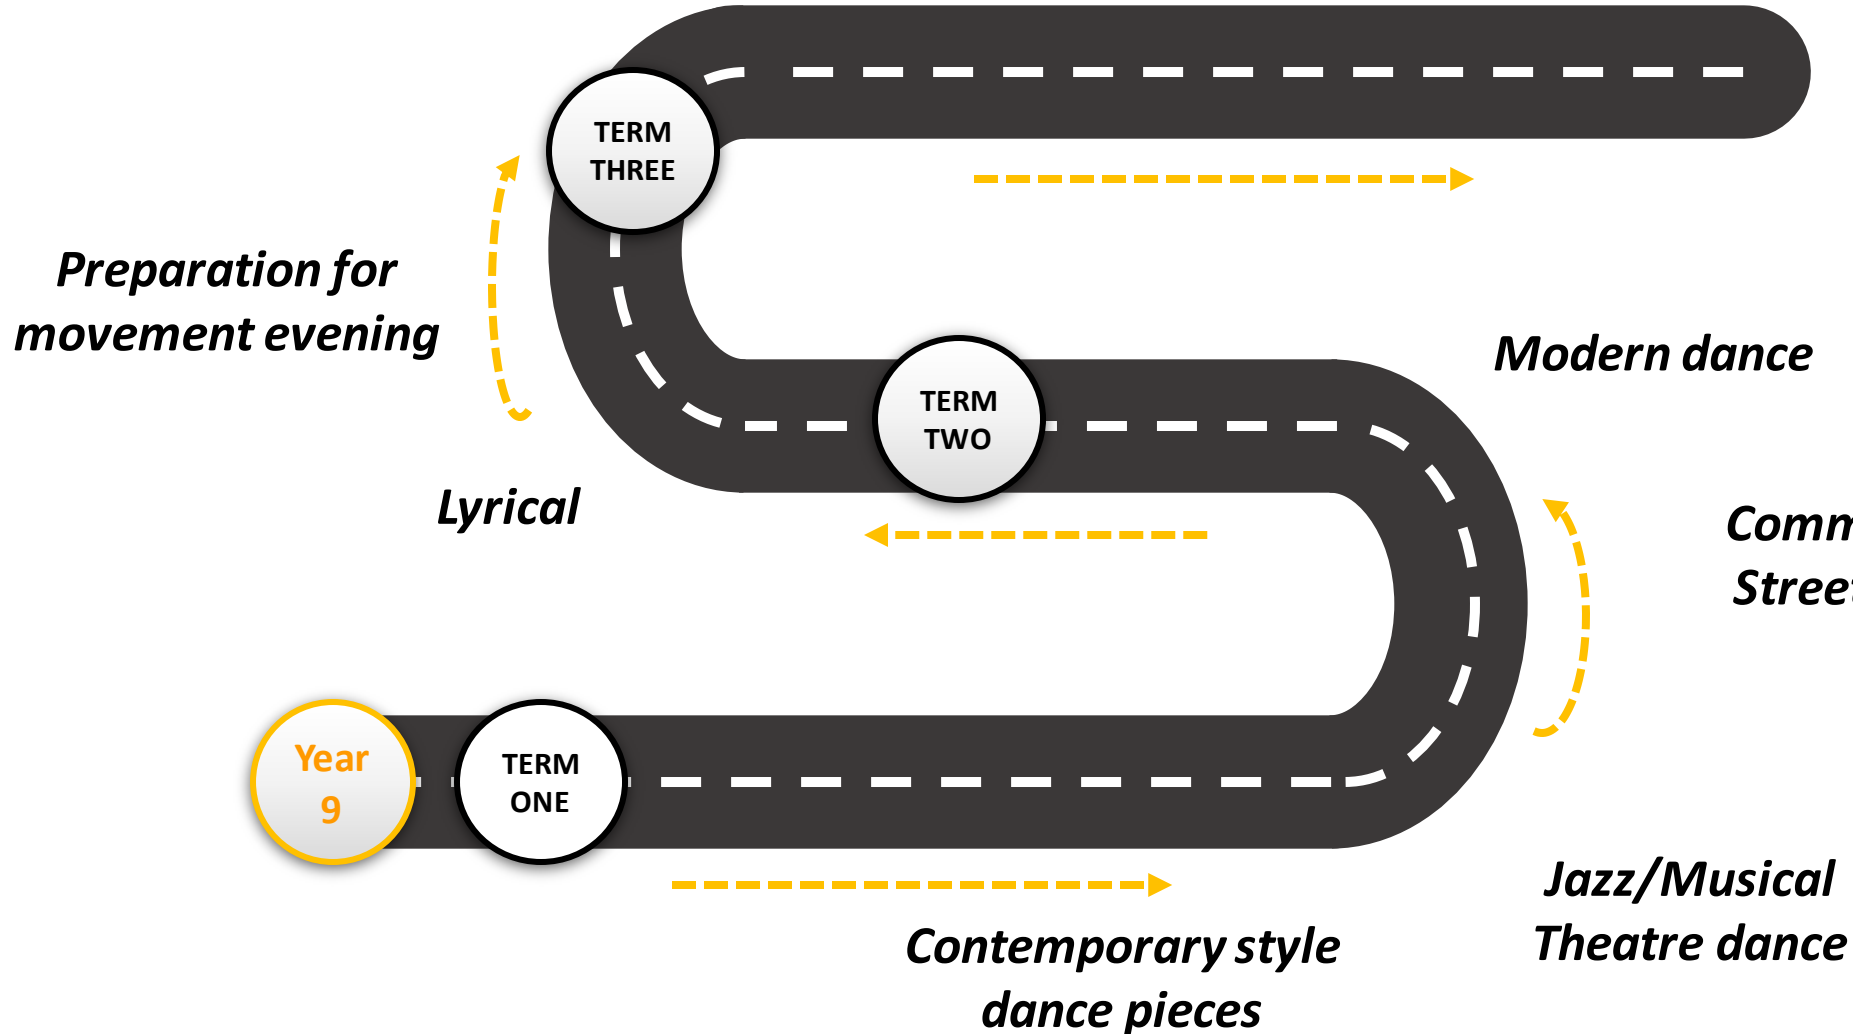 TERM
THREE
Preparation for
movement evening
Modern dance
TERM
TWO
Lyrical
Year
9
TERM
ONE
Jazz/Musical
Theatre dance
Contemporary style
dance pieces